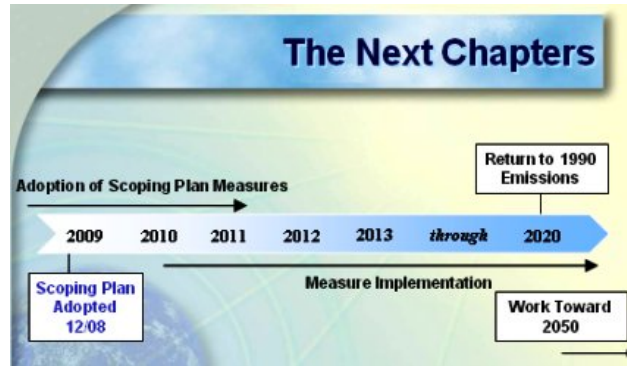 The Next Chapters
Return to 1990
Emissions
Adoption of Scoping Plan Measures
2009 2010 2011 2012 2013 through 2020
Measure Implementation
Scoping Plan
Adopted
12/08
Work Toward
2050